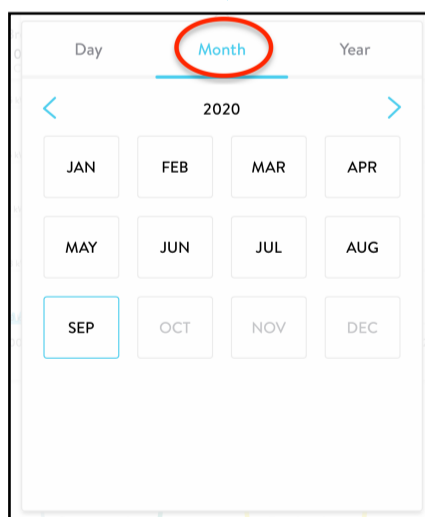 Day Month Year
2020
JAN FEB MAR APR
MAY JUN JUL AUG
SEP OCT NOV DEC